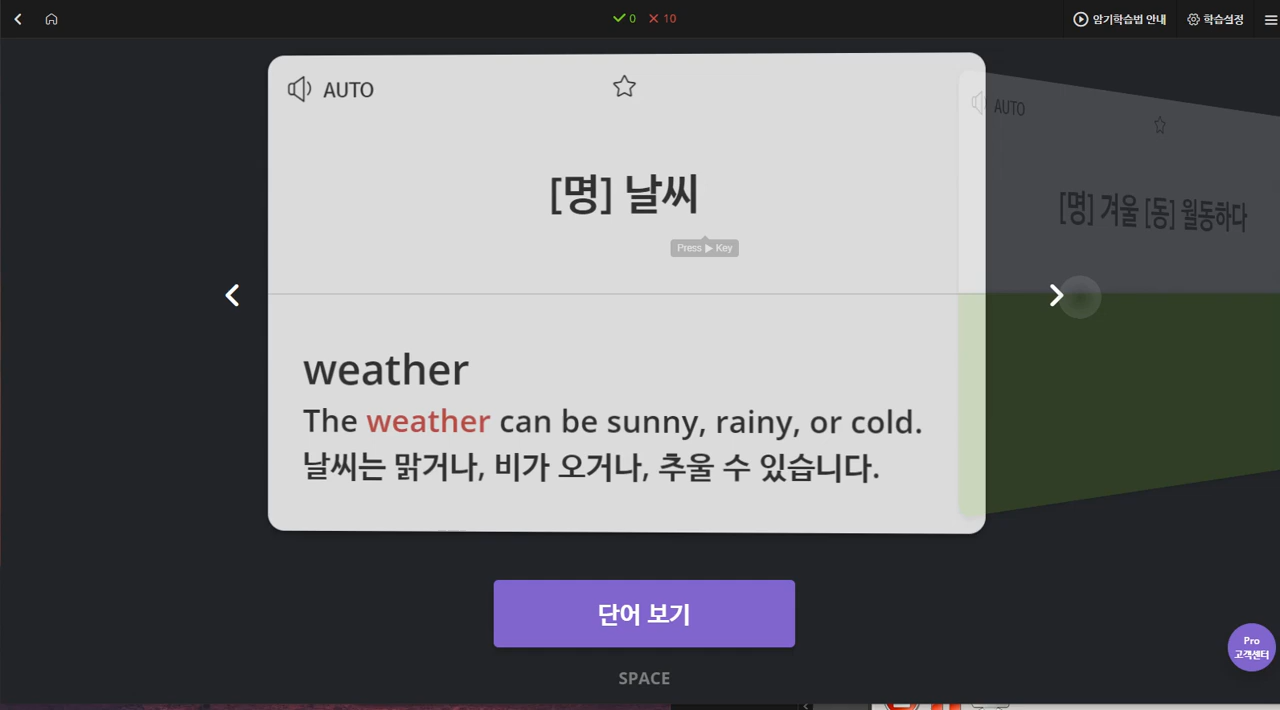 0 10 암기학습법 안내 학습설정
AUTO
[명] 날씨
Press ▶ Key
weather
The weather can be sunny, rainy, or cold.
날씨는 맑거나, 비가 오거나, 추울 수 있습니다.
AUTO
[명] 겨울 [동] 월동하다
단어 보기
SPACE
Pro
고객센터